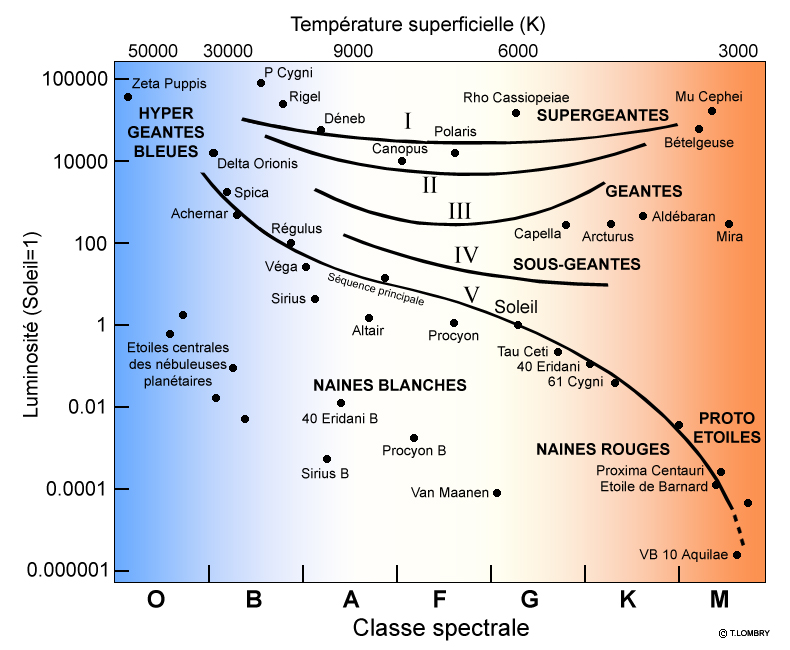 Température superficielle (K)
50000 30000 9000 6000 3000
100000
10000
100
1
0.01
0.0001
0.000001
Luminosité (Soleil=1)
P Cygni
Zeta Puppis
Rigel
Rho Cassiopeiae
Mu Cephei
HYPER
GEANTES
BLEUES
Déneb
I
SUPERGEANTES
Polaris
Bételgeuse
Canopus
Delta Orionis
II
Spica
GEANTES
Achernar
III
Aldébaran
Régulus
Capella
Arcturus
Mira
IV
Véga
SOUS-GEANTES
Séquence principale
V
Sirius
Soleil
Altair
Procyon
Etoiles centrales
des nébuleuses
planétaires
Tau Ceti
40 Eridani
61 Cygni
NAINES BLANCHES
40 Eridani B
PROTO
ETOILES
Procyon B
NAINES ROUGES
Sirius B
Proxima Centauri
Etoile de Barnard
Van Maanen
VB 10 Aquilae
O B A F G K M
Classe spectrale
© T.LOMBRY